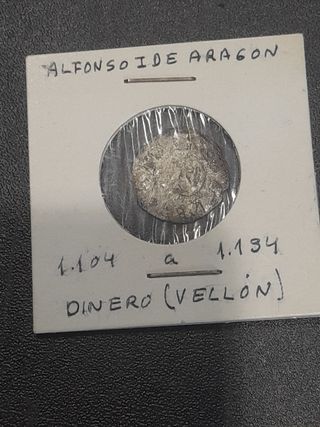 ALFONSO I DE ARAGON
1.104 a 1.134
DINERO (VELLÓN)